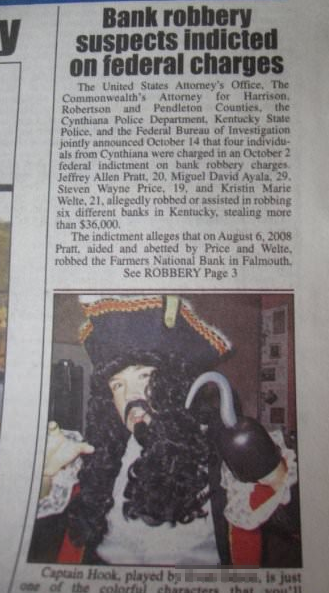 y
Bank robbery
suspects indicted
on federal charges
The United States Attorney's Office, The
Commonwealth's Attorney for Harrison,
Robertson and Pendleton Counties, the
Cynthiana Police Department, Kentucky State
Police, and the Federal Bureau of Investigation
jointly announced October 14 that four individu-
als from Cynthiana were charged in an October 2
federal indictment on bank robbery charges.
Jeffrey Allen Pratt, 20, Miguel David Ayala, 29,
Steven Wayne Price, 19, and Kristin Marie
Welte, 21, allegedly robbed or assisted in robbing
six different banks in Kentucky, stealing more
than $36,000.
The indictment alleges that on August 6, 2008
Pratt, aided and abetted by Price and Welte,
robbed the Farmers National Bank in Falmouth.
See ROBBERY Page 3
Captain Hook, played by is just
one of the colorful characters that you'll